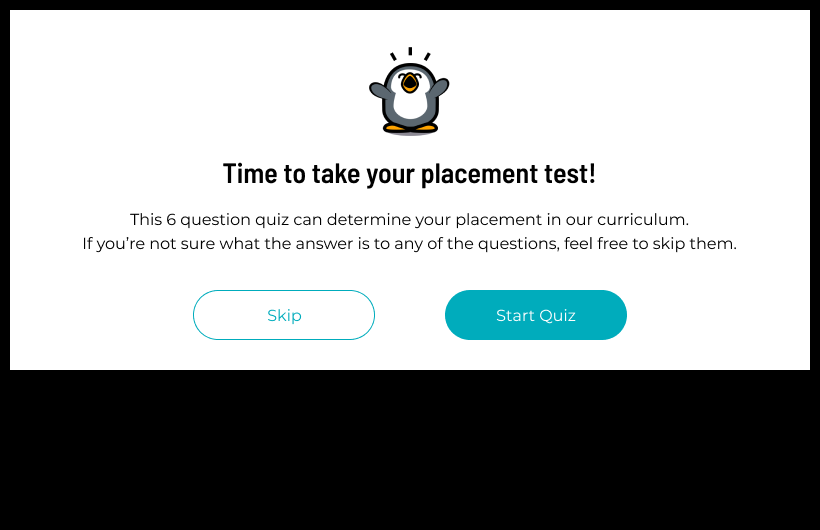 Time to take your placement test!
This 6 question quiz can determine your placement in our curriculum.
If you’re not sure what the answer is to any of the questions, feel free to skip them.
Skip
Start Quiz